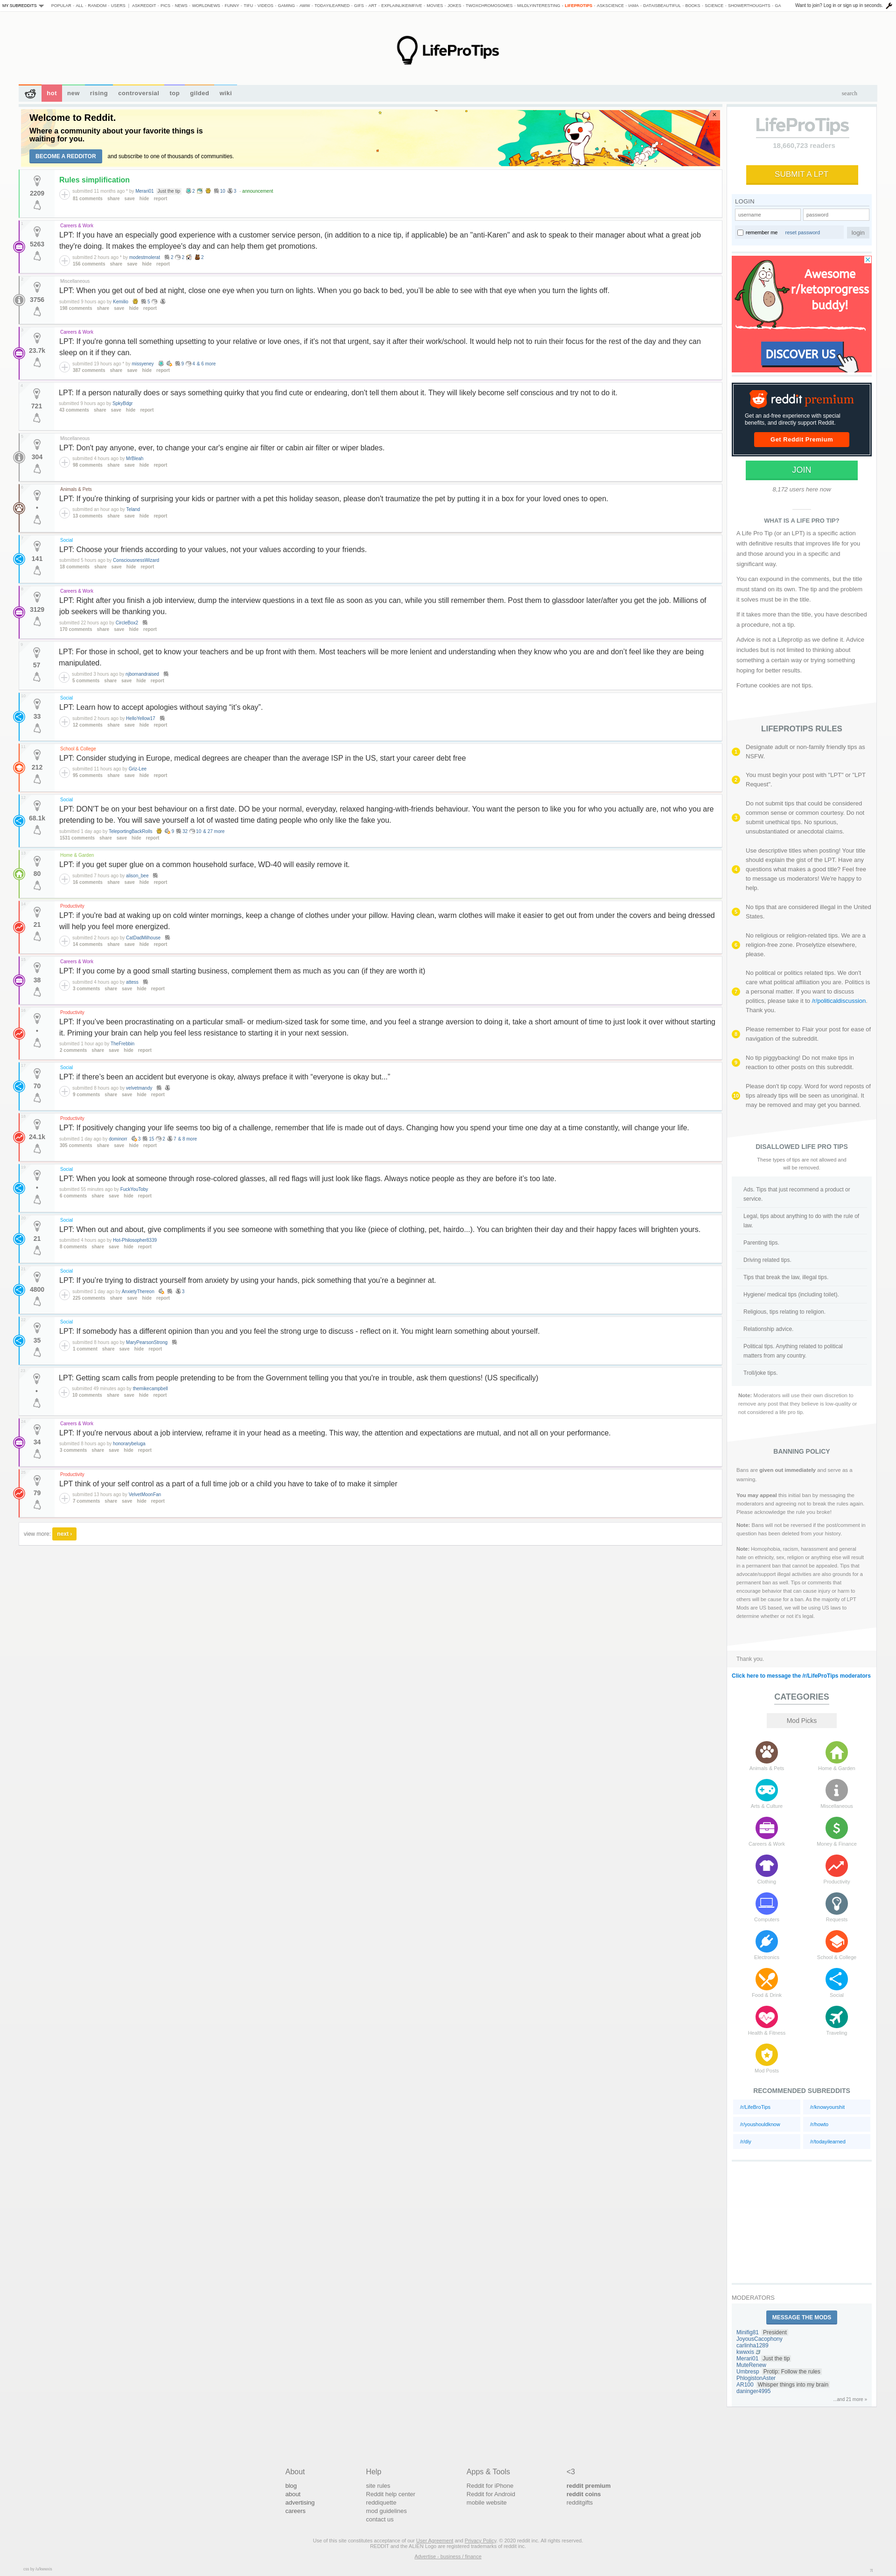 MY SUBREDDITS POPULAR - ALL - RANDOM - USERS | ASKREDDIT - PICS - NEWS - WORLDNEWS - FUNNY - TIFU - VIDEOS - GAMING - AWW - TODAYILEARNED - GIFS - ART - EXPLAINLIKEIMFIVE - MOVIES - JOKES - TWOXCHROMOSOMES - MILDLYINTERESTING - LIFEPROTIPS - ASKSCIENCE - IAMA - DATAISBEAUTIFUL - BOOKS - SCIENCE - SHOWERTHOUGHTS - GA
Want to join? Log in or sign up in seconds.
LifeProTips
hot new rising controversial top gilded wiki
search
Welcome to Reddit.
Where a community about your favorite things is
waiting for you.
BECOME A REDDITOR and subscribe to one of thousands of communities.
2209
Rules simplification
submitted 11 months ago * by Merari01 Just the tip 2 10 3 - announcement
81 comments share save hide report
5263
Careers & Work
LPT: If you have an especially good experience with a customer service person, (in addition to a nice tip, if applicable) be an "anti-Karen" and ask to speak to their manager about what a great job
they're doing. It makes the employee's day and can help them get promotions.
submitted 2 hours ago * by modestmolerat 2 2 2
156 comments share save hide report
3756
Miscellaneous
LPT: When you get out of bed at night, close one eye when you turn on lights. When you go back to bed, you'll be able to see with that eye when you turn the lights off.
submitted 9 hours ago by Kemilio 5
198 comments share save hide report
23.7k
Careers & Work
LPT: If you're gonna tell something upsetting to your relative or love ones, if it's not that urgent, say it after their work/school. It would help not to ruin their focus for the rest of the day and they can
sleep on it if they can.
submitted 19 hours ago * by missyeney 9 4 & 6 more
387 comments share save hide report
721
LPT: If a person naturally does or says something quirky that you find cute or endearing, don't tell them about it. They will likely become self conscious and try not to do it.
submitted 9 hours ago by SpkyBdgr
43 comments share save hide report
304
Miscellaneous
LPT: Don't pay anyone, ever, to change your car's engine air filter or cabin air filter or wiper blades.
submitted 4 hours ago by MrBleah
98 comments share save hide report
•
Animals & Pets
LPT: If you're thinking of surprising your kids or partner with a pet this holiday season, please don't traumatize the pet by putting it in a box for your loved ones to open.
submitted an hour ago by Teland
13 comments share save hide report
141
Social
LPT: Choose your friends according to your values, not your values according to your friends.
submitted 5 hours ago by ConsciousnessWizard
18 comments share save hide report
3129
Careers & Work
LPT: Right after you finish a job interview, dump the interview questions in a text file as soon as you can, while you still remember them. Post them to glassdoor later/after you get the job. Millions of
job seekers will be thanking you.
submitted 22 hours ago by CircleBox2
175 comments share save hide report
57
LPT: For those in school, get to know your teachers and be up front with them. Most teachers will be more lenient and understanding when they know who you are and don't feel like they are being
manipulated.
submitted 3 hours ago by njbornandraised
5 comments share save hide report
33
Social
LPT: Learn how to accept apologies without saying "it's okay".
submitted 2 hours ago by HelloYellow17
12 comments share save hide report
212
School & College
LPT: Consider studying in Europe, medical degrees are cheaper than the average ISP in the US, start your career debt free
submitted 11 hours ago by Griz-Lee
95 comments share save hide report
68.1k
Social
LPT: DON'T be on your best behaviour on a first date. DO be your normal, everyday, relaxed hanging-with-friends behaviour. You want the person to like you for who you actually are, not who you are
pretending to be. You will save yourself a lot of wasted time dating people who only like the fake you.
submitted 1 day ago by TeleportingBackRolls 9 32 10 & 27 more
1531 comments share save hide report
80
Home & Garden
LPT: if you get super glue on a common household surface, WD-40 will easily remove it.
submitted 7 hours ago by alison_bee
10 comments share save hide report
21
Productivity
LPT: if you're bad at waking up on cold winter mornings, keep a change of clothes under your pillow. Having clean, warm clothes will make it easier to get out from under the covers and being dressed
will help you feel more energized.
submitted 2 hours ago by CatDadMilhouse
14 comments share save hide report
38
Careers & Work
LPT: If you come by a good small starting business, complement them as much as you can (if they are worth it)
submitted 4 hours ago by aibiss
3 comments share save hide report
•
Productivity
LPT: If you've been procrastinating on a particular small- or medium-sized task for some time, and you feel a strange aversion to doing it, take a short amount of time to just look it over without starting
it. Priming your brain can help you feel less resistance to starting it in your next session.
submitted 1 hour ago by TheFrebbin
2 comments share save hide report
70
Social
LPT: if there's been an accident but everyone is okay, always preface it with "everyone is okay but..."
submitted 8 hours ago by velvetmandy
9 comments share save hide report
24.1k
Productivity
LPT: If positively changing your life seems too big of a challenge, remember that life is made out of days. Changing how you spend your time one day at a time constantly, will change your life.
submitted 1 day ago by dominoin 3 15 2 7 & 8 more
305 comments share save hide report
•
Social
LPT: When you look at someone through rose-colored glasses, all red flags will just look like flags. Always notice people as they are before it's too late.
submitted 55 minutes ago by FuckYouToby
6 comments share save hide report
21
Social
LPT: When out and about, give compliments if you see someone with something that you like (piece of clothing, pet, hairdo...). You can brighten their day and their happy faces will brighten yours.
submitted 4 hours ago by Hot-Philosopher8339
8 comments share save hide report
4800
Social
LPT: If you're trying to distract yourself from anxiety by using your hands, pick something that you're a beginner at.
submitted 1 day ago by AnxietyThereon 3
225 comments share save hide report
35
Social
LPT: If somebody has a different opinion than you and you feel the strong urge to discuss - reflect on it. You might learn something about yourself.
submitted 8 hours ago by MaryPearsonStrong
1 comment share save hide report
•
LPT: Getting scam calls from people pretending to be from the Government telling you that you're in trouble, ask them questions! (US specifically)
submitted 49 minutes ago by themikecampbell
10 comments share save hide report
34
Careers & Work
LPT: If you're nervous about a job interview, reframe it in your head as a meeting. This way, the attention and expectations are mutual, and not all on your performance.
submitted 8 hours ago by honorarybeluga
3 comments share save hide report
79
Productivity
LPT think of your self control as a part of a full time job or a child you have to take of to make it simpler
submitted 12 hours ago by VelvetMoonFan
7 comments share save hide report
view more: next ›
LifeProTips
18,660,723 readers
SUBMIT A LPT
LOGIN
username password
remember me reset password login
Awesome
r/ketoprogress
buddy!
DISCOVER US
reddit premium
Get an ad-free experience with special
benefits, and directly support Reddit.
Get Reddit Premium
JOIN
8,172 users here now
WHAT IS A LIFE PRO TIP?
A Life Pro Tip (or an LPT) is a specific action
with definitive results that improves life for you
and those around you in a specific and
significant way.
You can expound in the comments, but the title
must stand on its own. The tip and the problem
it solves must be in the title.
If it takes more than the title, you have described
a procedure, not a tip.
Advice is not a Lifeprotip as we define it. Advice
includes but is not limited to thinking about
something a certain way or trying something
hoping for better results.
Fortune cookies are not tips.
LIFEPROTIPS RULES
1 Designate adult or non-family friendly tips as
NSFW.
2 You must begin your post with "LPT" or "LPT
Request".
3 Do not submit tips that could be considered
common sense or common courtesy. Do not
submit unethical tips. No spurious,
unsubstantiated or anecdotal claims.
4 Use descriptive titles when posting! Your title
should explain the gist of the LPT. Have any
questions what makes a good title? Feel free
to message us moderators! We're happy to
help.
5 No tips that are considered illegal in the United
States.
6 No religious or religion-related tips. We are a
religion-free zone. Proselytize elsewhere,
please.
7 No political or politics related tips. We don't
care what political affiliation you are. Politics is
a personal matter. If you want to discuss
politics, please take it to /r/politicaldiscussion.
Thank you.
8 Please remember to Flair your post for ease of
navigation of the subreddit.
9 No tip piggybacking! Do not make tips in
reaction to other posts on this subreddit.
10 Please don't tip copy. Word for word reposts of
tips already tips will be seen as unoriginal. It
may be removed and may get you banned.
DISALLOWED LIFE PRO TIPS
These types of tips are not allowed and
will be removed.
Ads. Tips that just recommend a product or
service.
Legal, tips about anything to do with the rule of
law.
Parenting tips.
Driving related tips.
Tips that break the law, illegal tips.
Hygiene/ medical tips (including toilet).
Religious, tips relating to religion.
Relationship advice.
Political tips. Anything related to political
matters from any country.
Troll/joke tips.
Note: Moderators will use their own discretion to
remove any post that they believe is low-quality or
not considered a life pro tip.
BANNING POLICY
Bans are given out immediately and serve as a
warning.
You may appeal this initial ban by messaging the
moderators and agreeing not to break the rules again.
Please acknowledge the rule you broke!
Note: Bans will not be reversed if the post/comment in
question has been deleted from your history.
Note: Homophobia, racism, harassment and general
hate on ethnicity, sex, religion or anything else will result
in a permanent ban that cannot be appealed. Tips that
advocate/support illegal activities are also grounds for a
permanent ban as well. Tips or comments that
encourage behavior that can cause injury or harm to
others will be cause for a ban. As the majority of LPT
Mods are US based, we will be using US laws to
determine whether or not it's legal.
Thank you.
Click here to message the /r/LifeProTips moderators
CATEGORIES
Mod Picks
Animals & Pets Home & Garden
Arts & Culture Miscellaneous
Careers & Work Money & Finance
Clothing Productivity
Computers Requests
Electronics School & College
Food & Drink Social
Health & Fitness Traveling
Mod Posts
RECOMMENDED SUBREDDITS
/r/LifeBroTips /r/knowyourshit
/r/youshouldknow /r/howto
/r/diy /r/todayilearned
MODERATORS
MESSAGE THE MODS
Minifig81 President
JoyousCacophony
carlinha1289
kwwxis
Merari01 Just the tip
MuteRenew
Umbresp Protip: Follow the rules
PhlogistonAster
AR100 Whisper things into my brain
daninger4995
...and 21 more »
About
blog
about
advertising
careers
Help
site rules
Reddit help center
reddiquette
mod guidelines
contact us
Apps & Tools
Reddit for iPhone
Reddit for Android
mobile website
<3
reddit premium
reddit coins
redditgifts
Use of this site constitutes acceptance of our User Agreement and Privacy Policy. © 2020 reddit inc. All rights reserved.
REDDIT and the ALIEN Logo are registered trademarks of reddit inc.
Advertise - business / finance